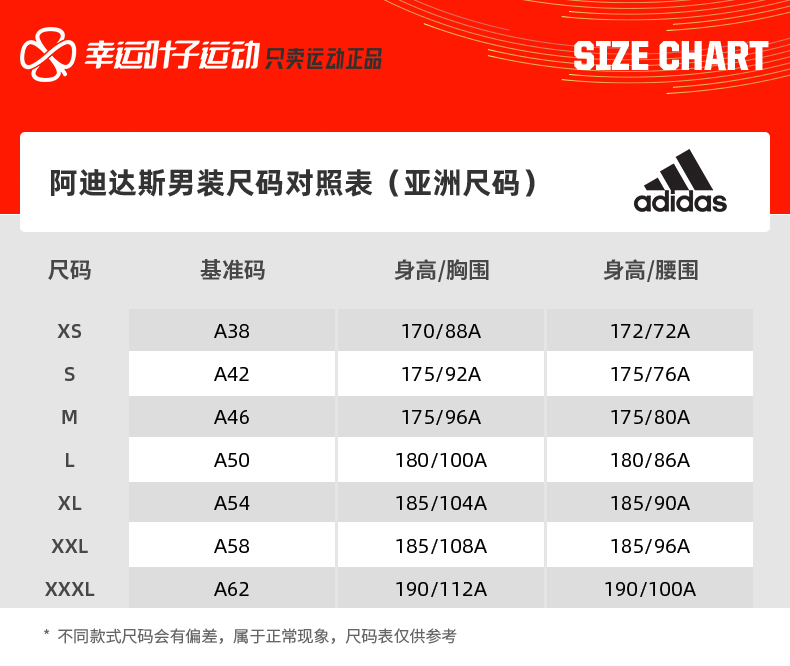 幸运叶子运动 只卖运动正品 SIZE CHART
阿迪达斯男装尺码对照表（亚洲尺码）
adidas
尺码 基准码 身高/胸围 身高/腰围
XS A38 170/88A 172/72A
S A42 175/92A 175/76A
M A46 175/96A 175/80A
L A50 180/100A 180/86A
XL A54 185/104A 185/90A
XXL A58 185/108A 185/96A
XXXL A62 190/112A 190/100A
* 不同款式尺码会有偏差，属于正常现象，尺码表仅供参考